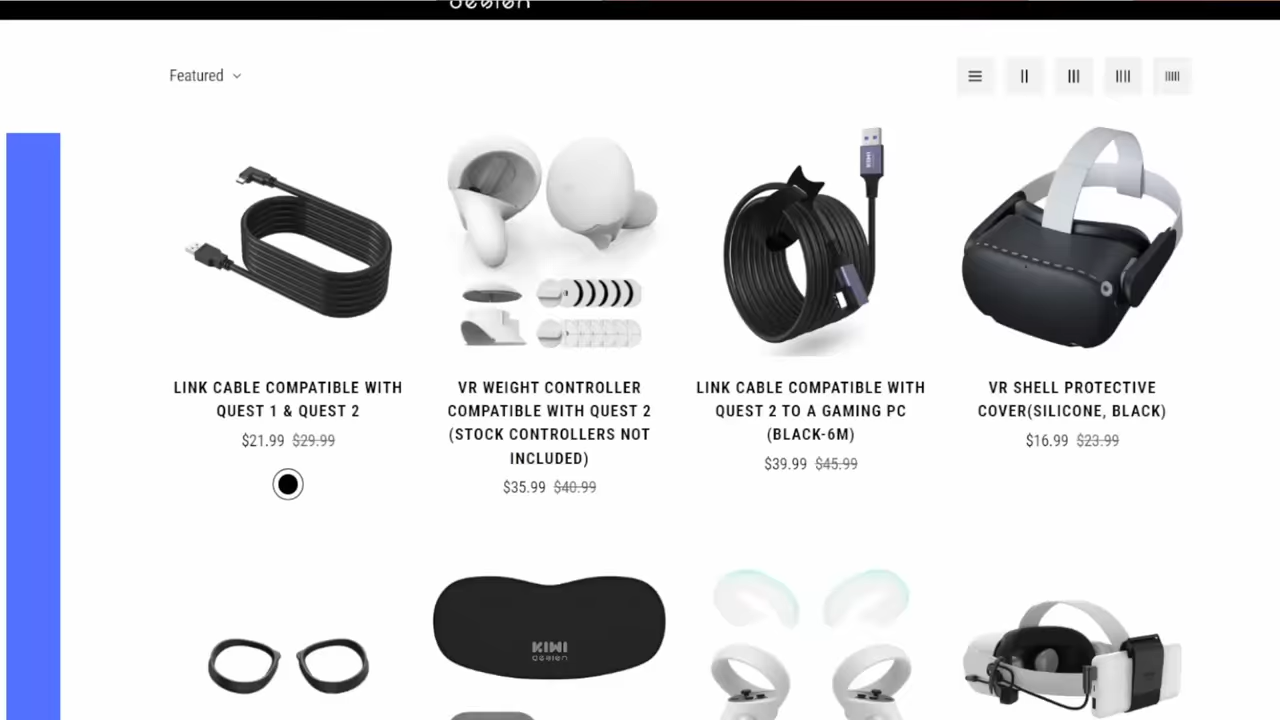 design
Featured
LINK CABLE COMPATIBLE WITH
QUEST 1 & QUEST 2
$21.99 $29.99
VR WEIGHT CONTROLLER
COMPATIBLE WITH QUEST 2
(STOCK CONTROLLERS NOT
INCLUDED)
$35.99 $40.99
LINK CABLE COMPATIBLE WITH
QUEST 2 TO A GAMING PC
(BLACK-6M)
$39.99 $45.99
VR SHELL PROTECTIVE
COVER(SILICONE, BLACK)
$16.99 $23.99
KIWI
design